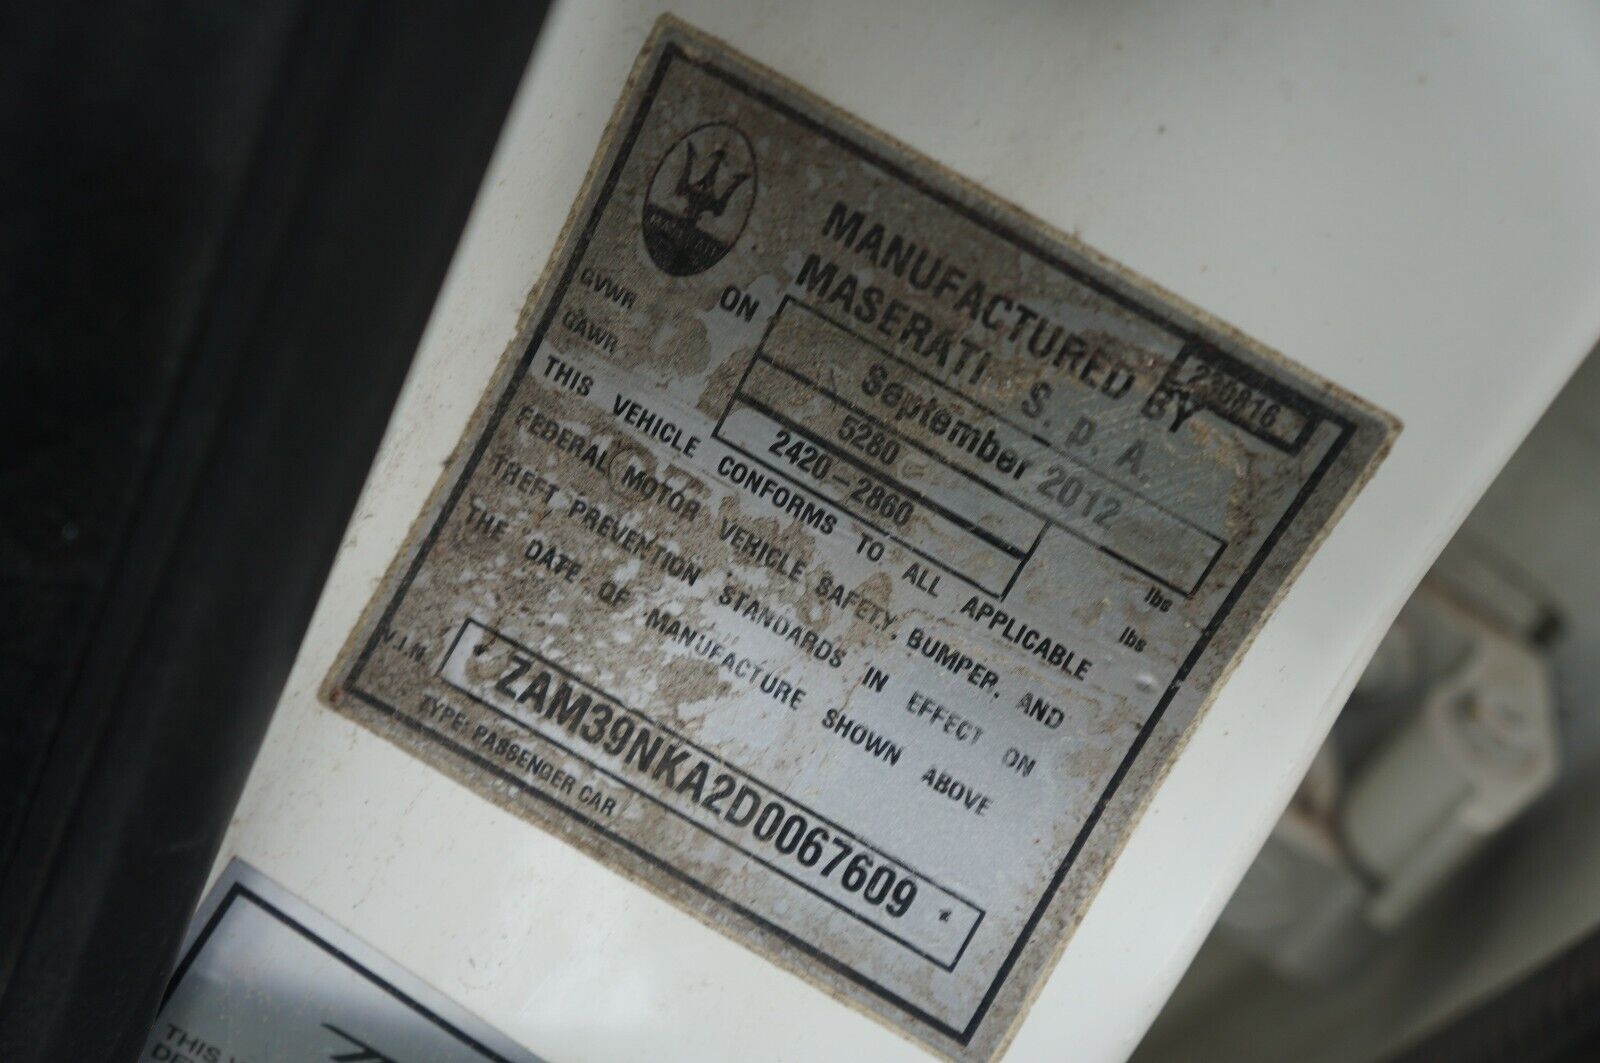 MASERATI
MANUFACTURED BY
MASERATI S.p.A.
230816
ON September 2012
GVWR 5280 lbs
GAWR 2420-2860 lbs
THIS VEHICLE CONFORMS TO ALL APPLICABLE
FEDERAL MOTOR VEHICLE SAFETY, BUMPER, AND
THEFT PREVENTION STANDARDS IN EFFECT ON
THE DATE OF MANUFACTURE SHOWN ABOVE
V.I.N. * ZAM39NKA2D0067609 *
TYPE: PASSENGER CAR
THIS